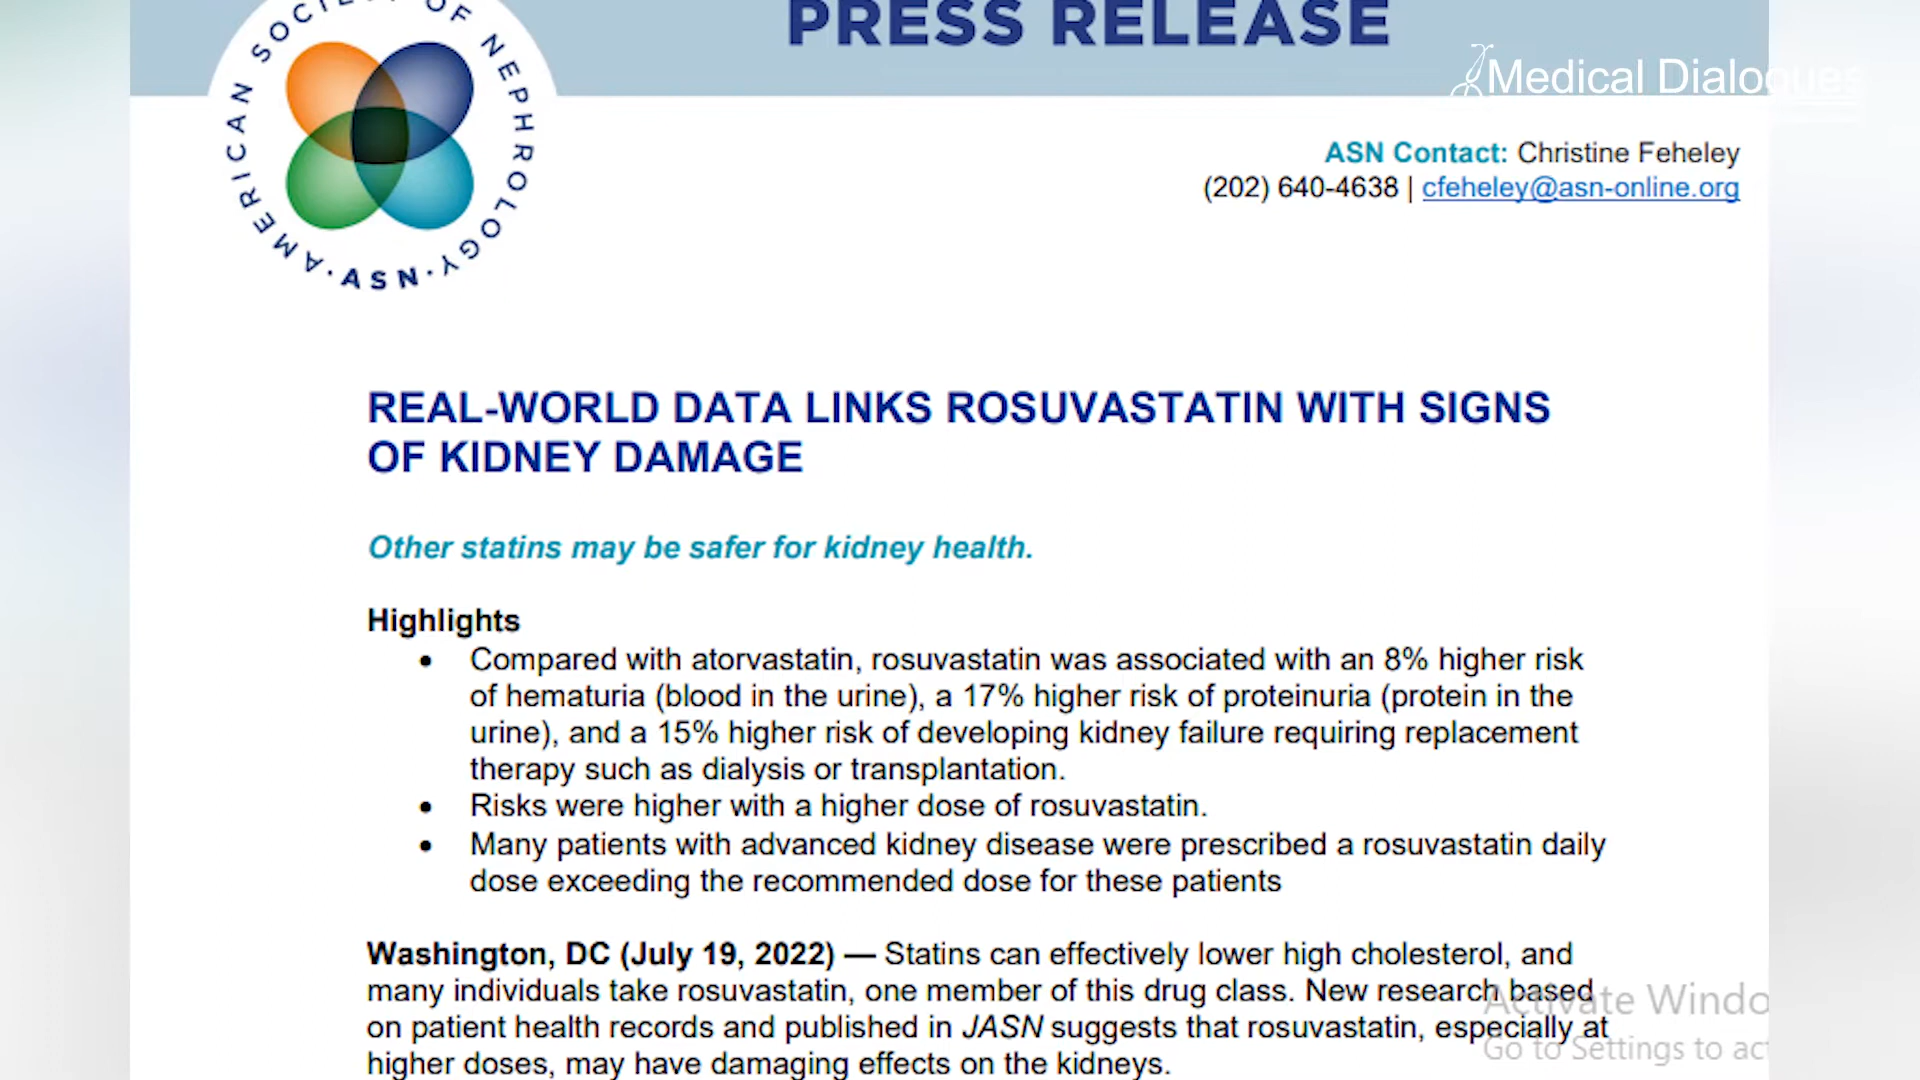 PRESS RELEASE
Medical Dialogues
AMERICAN SOCIETY OF NEPHROLOGY
· ASN ·
ASN Contact: Christine Feheley
(202) 640-4638 | cfeheley@asn-online.org
REAL-WORLD DATA LINKS ROSUVASTATIN WITH SIGNS
OF KIDNEY DAMAGE
Other statins may be safer for kidney health.
Highlights
• Compared with atorvastatin, rosuvastatin was associated with an 8% higher risk
of hematuria (blood in the urine), a 17% higher risk of proteinuria (protein in the
urine), and a 15% higher risk of developing kidney failure requiring replacement
therapy such as dialysis or transplantation.
• Risks were higher with a higher dose of rosuvastatin.
• Many patients with advanced kidney disease were prescribed a rosuvastatin daily
dose exceeding the recommended dose for these patients
Washington, DC (July 19, 2022) — Statins can effectively lower high cholesterol, and
many individuals take rosuvastatin, one member of this drug class. New research based
on patient health records and published in JASN suggests that rosuvastatin, especially at
higher doses, may have damaging effects on the kidneys.
Activate Windo
Go to Settings to act